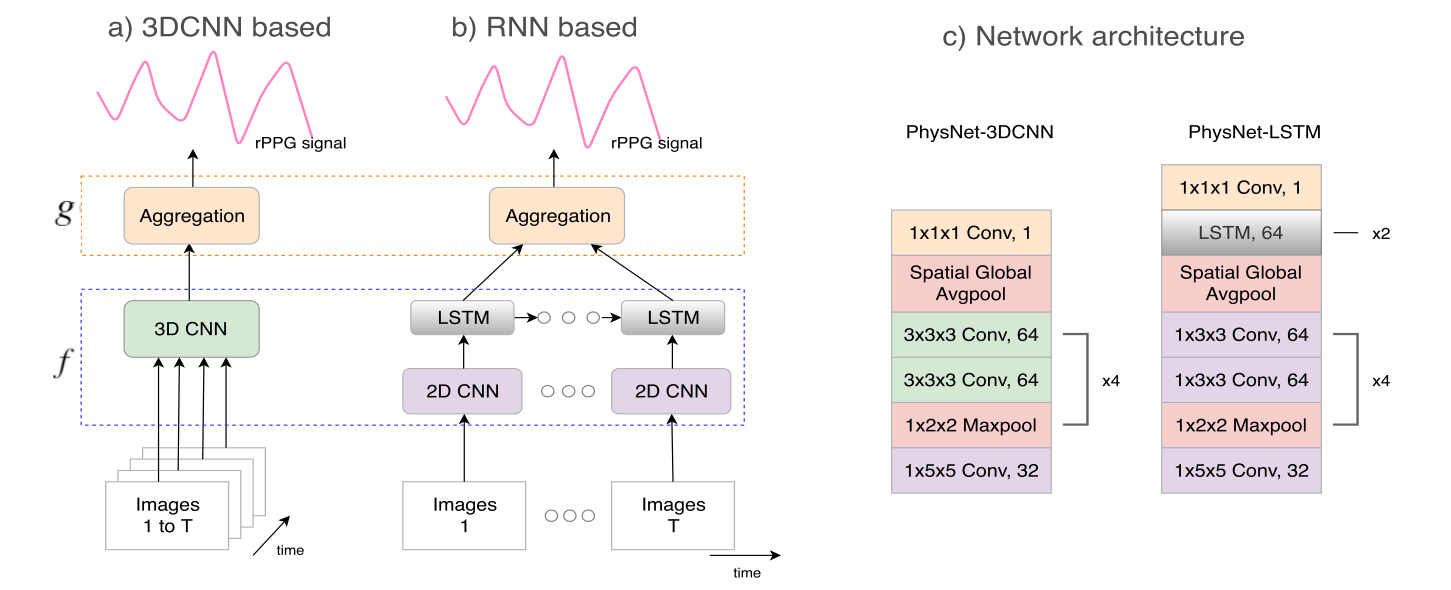 a) 3DCNN based
b) RNN based
c) Network architecture
rPPG signal
rPPG signal
g
Aggregation
Aggregation
f
3D CNN
LSTM
LSTM
2D CNN
2D CNN
Images
1 to T
time
Images
1
Images
T
time
PhysNet-3DCNN
1x1x1 Conv, 1
Spatial Global
Avgpool
3x3x3 Conv, 64
3x3x3 Conv, 64
1x2x2 Maxpool
1x5x5 Conv, 32
x4
PhysNet-LSTM
1x1x1 Conv, 1
LSTM, 64
x2
Spatial Global
Avgpool
1x3x3 Conv, 64
1x3x3 Conv, 64
1x2x2 Maxpool
1x5x5 Conv, 32
x4